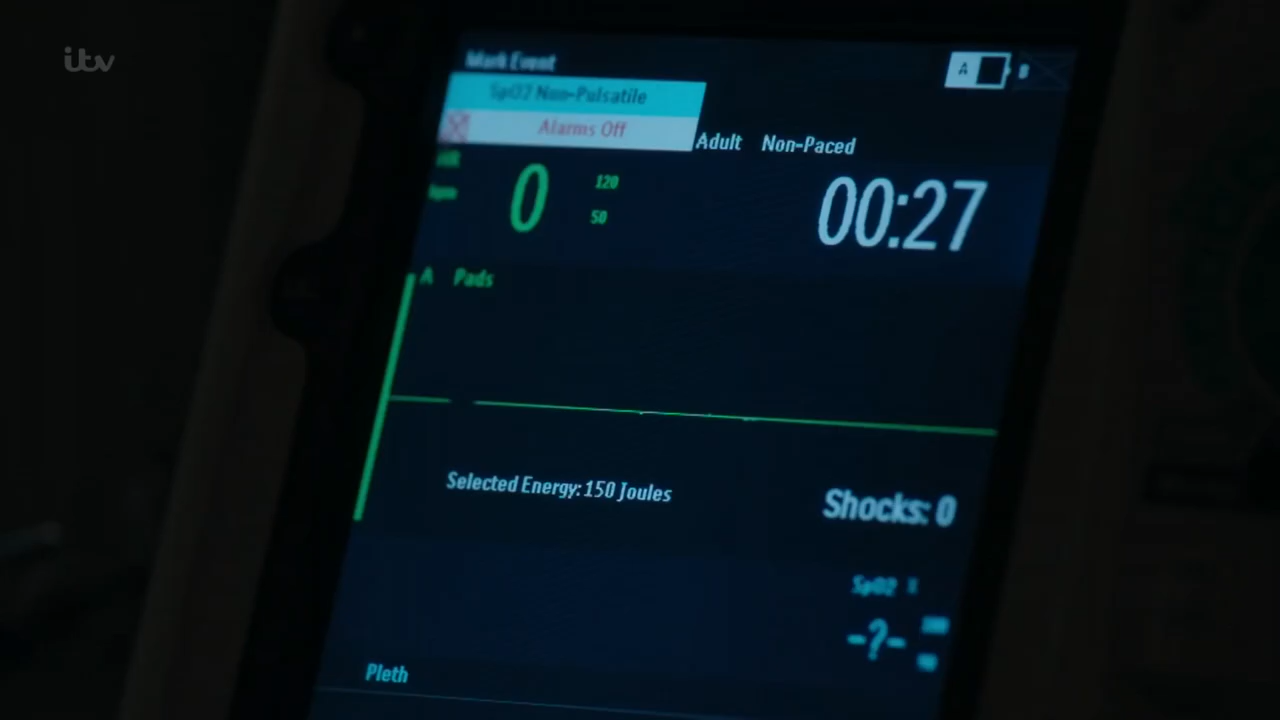 itv
Mark Event
SpO2 Non-Pulsatile
Alarms Off
A
B
Adult Non-Paced
0
120
50
00:27
A Pads
Selected Energy: 150 Joules
Shocks: 0
SpO2
-?-
Pleth